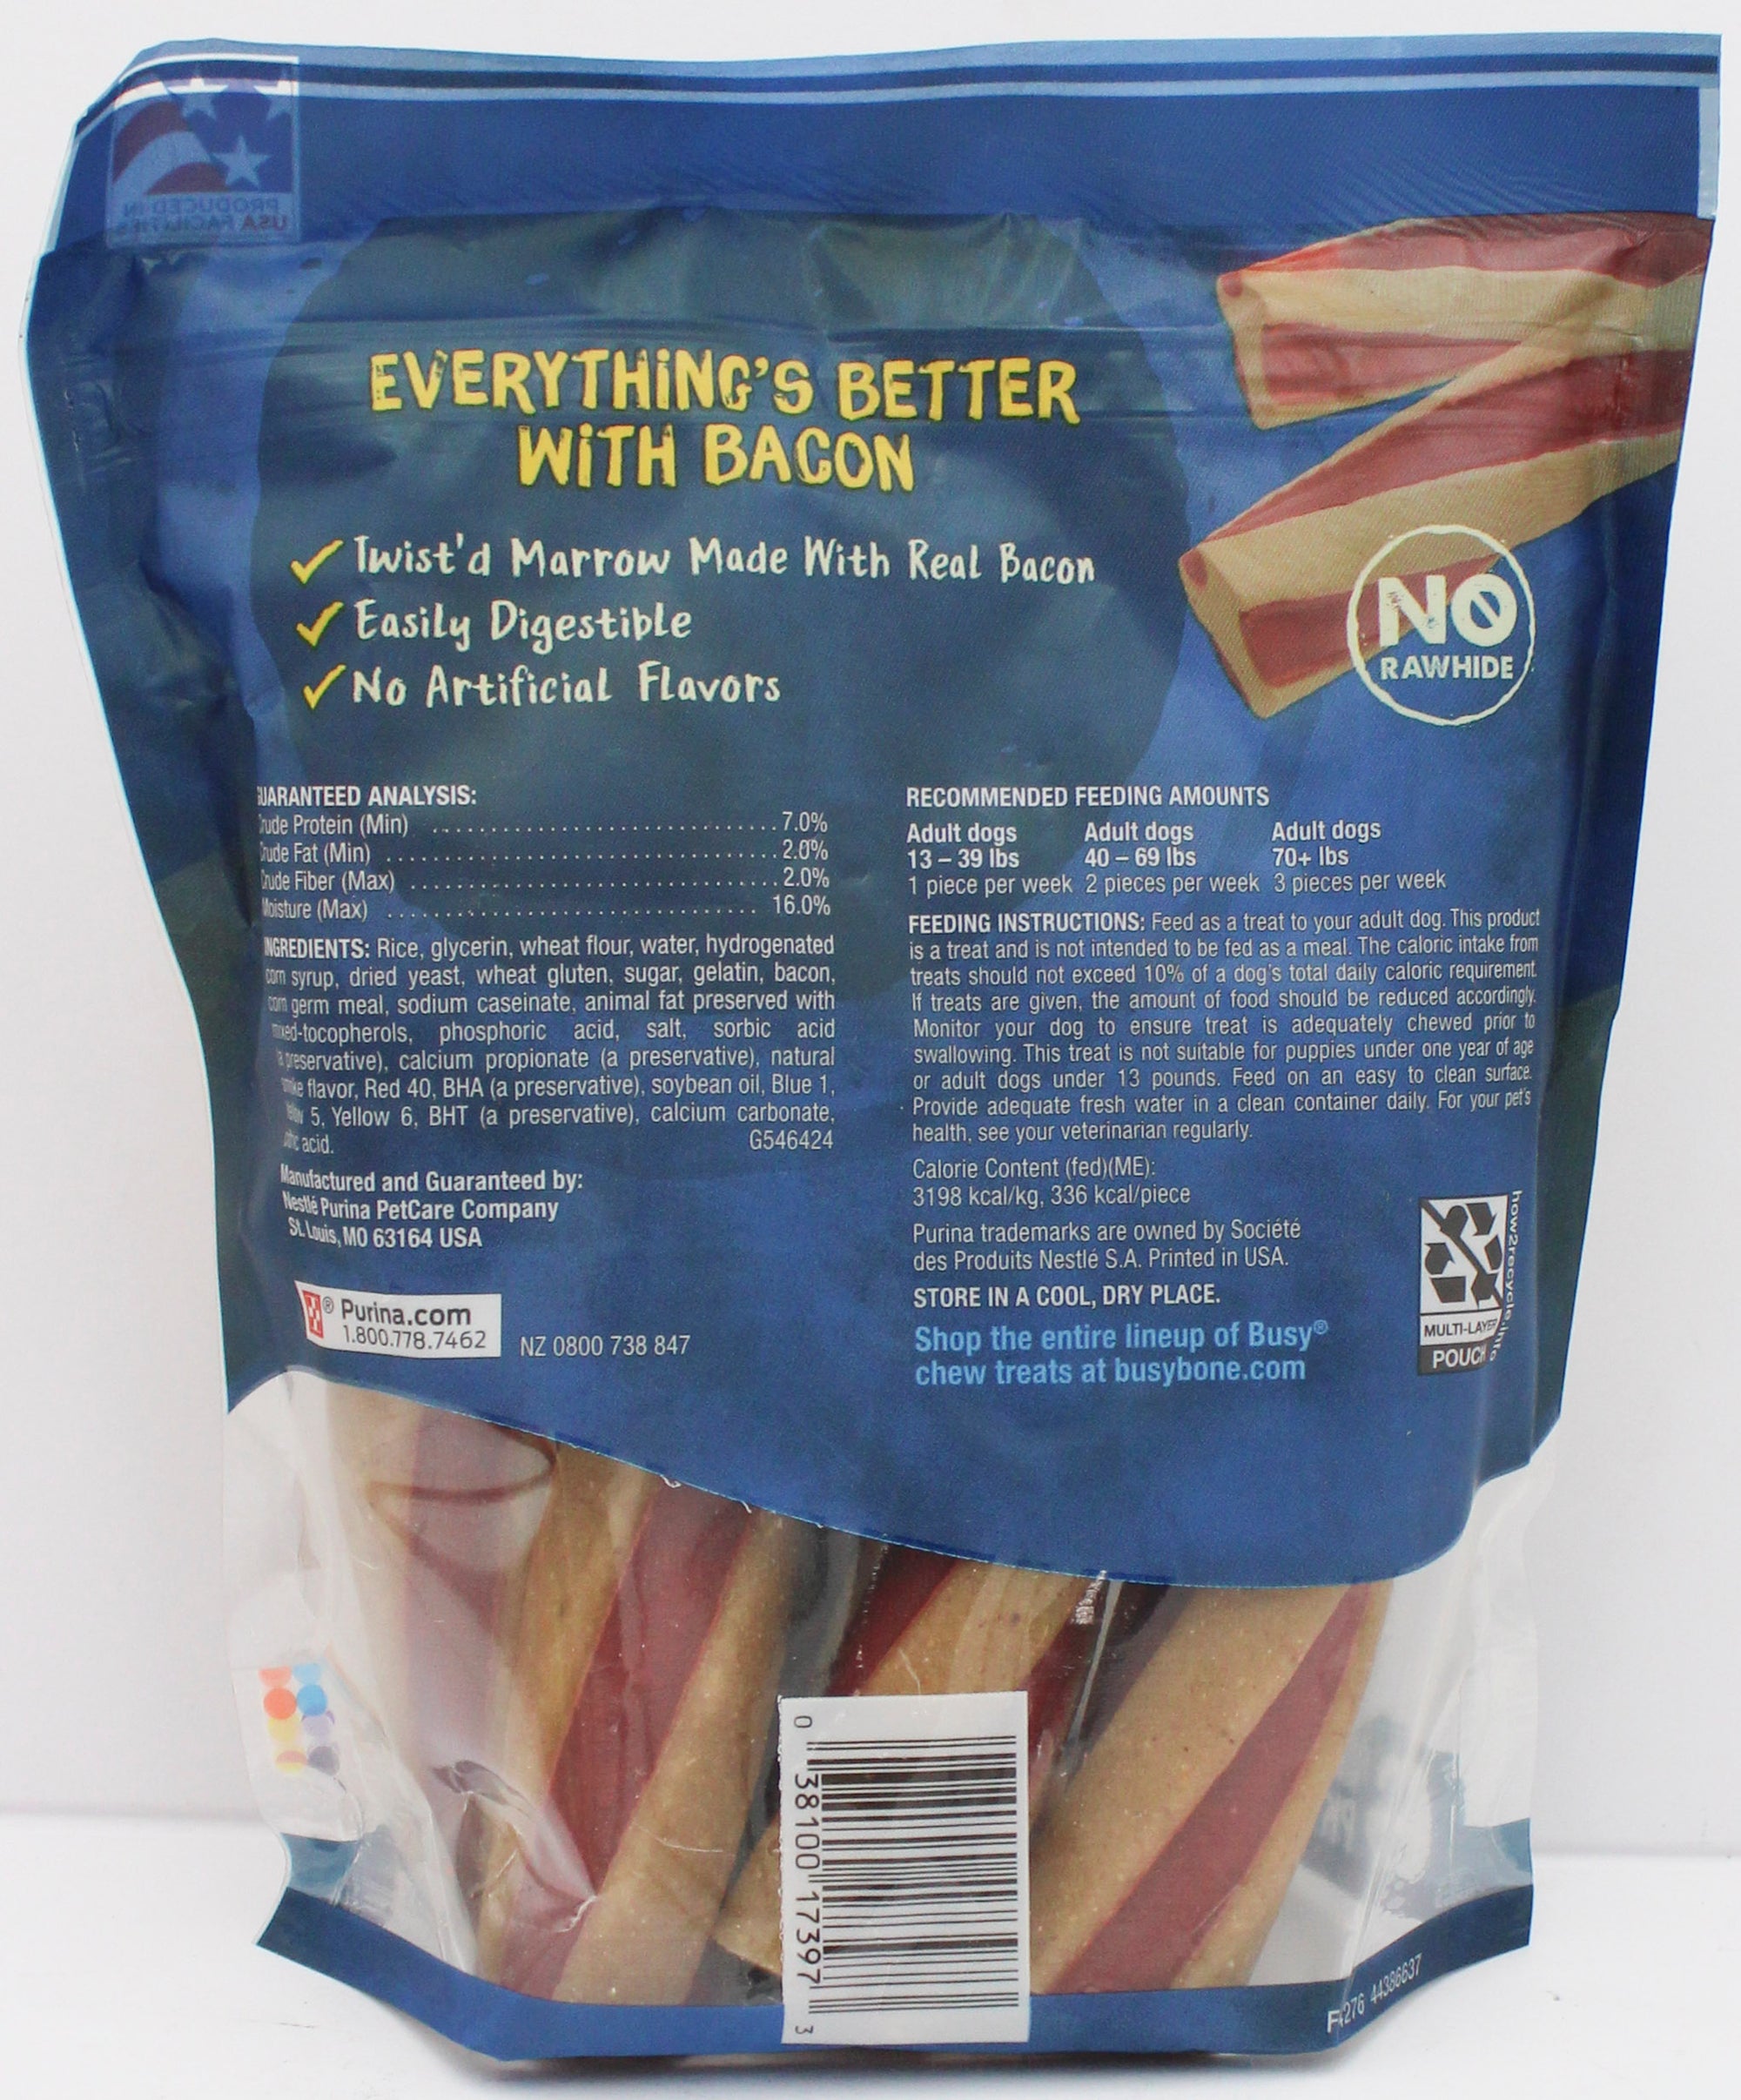 PRODUCED IN
USA FACILITIES
EVERYTHING'S BETTER
WITH BACON
Twist'd Marrow Made With Real Bacon
Easily Digestible
No Artificial Flavors
NO
RAWHIDE
UARANTEED ANALYSIS:
rude Protein (Min) 7.0%
rude Fat (Min) 2.0%
rude Fiber (Max) 2.0%
Moisture (Max) 16.0%
INGREDIENTS: Rice, glycerin, wheat flour, water, hydrogenated
corn syrup, dried yeast, wheat gluten, sugar, gelatin, bacon,
corn germ meal, sodium caseinate, animal fat preserved with
mixed-tocopherols, phosphoric acid, salt, sorbic acid
(a preservative), calcium propionate (a preservative), natural
smoke flavor, Red 40, BHA (a preservative), soybean oil, Blue 1,
5, Yellow 6, BHT (a preservative), calcium carbonate,
acid. G546424
Manufactured and Guaranteed by:
Nestlé Purina PetCare Company
St. Louis, MO 63164 USA
Purina.com
1.800.778.7462
NZ 0800 738 847
RECOMMENDED FEEDING AMOUNTS
Adult dogs Adult dogs Adult dogs
13 – 39 lbs 40 – 69 lbs 70+ lbs
1 piece per week 2 pieces per week 3 pieces per week
FEEDING INSTRUCTIONS: Feed as a treat to your adult dog. This product
is a treat and is not intended to be fed as a meal. The caloric intake from
treats should not exceed 10% of a dog's total daily caloric requirement.
If treats are given, the amount of food should be reduced accordingly.
Monitor your dog to ensure treat is adequately chewed prior to
swallowing. This treat is not suitable for puppies under one year of age
or adult dogs under 13 pounds. Feed on an easy to clean surface.
Provide adequate fresh water in a clean container daily. For your pet's
health, see your veterinarian regularly.
Calorie Content (fed)(ME):
3198 kcal/kg, 336 kcal/piece
Purina trademarks are owned by Société
des Produits Nestlé S.A. Printed in USA.
STORE IN A COOL, DRY PLACE.
Shop the entire lineup of Busy®
chew treats at busybone.com
how2recycle.info
MULTI-LAYER
POUCH
0 38100 17397 3
44386637